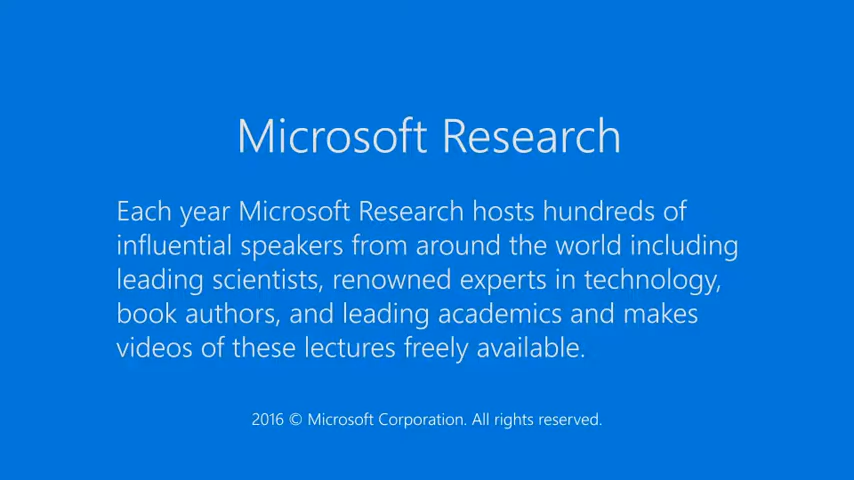 Microsoft Research
Each year Microsoft Research hosts hundreds of
influential speakers from around the world including
leading scientists, renowned experts in technology,
book authors, and leading academics and makes
videos of these lectures freely available.
2016 © Microsoft Corporation. All rights reserved.